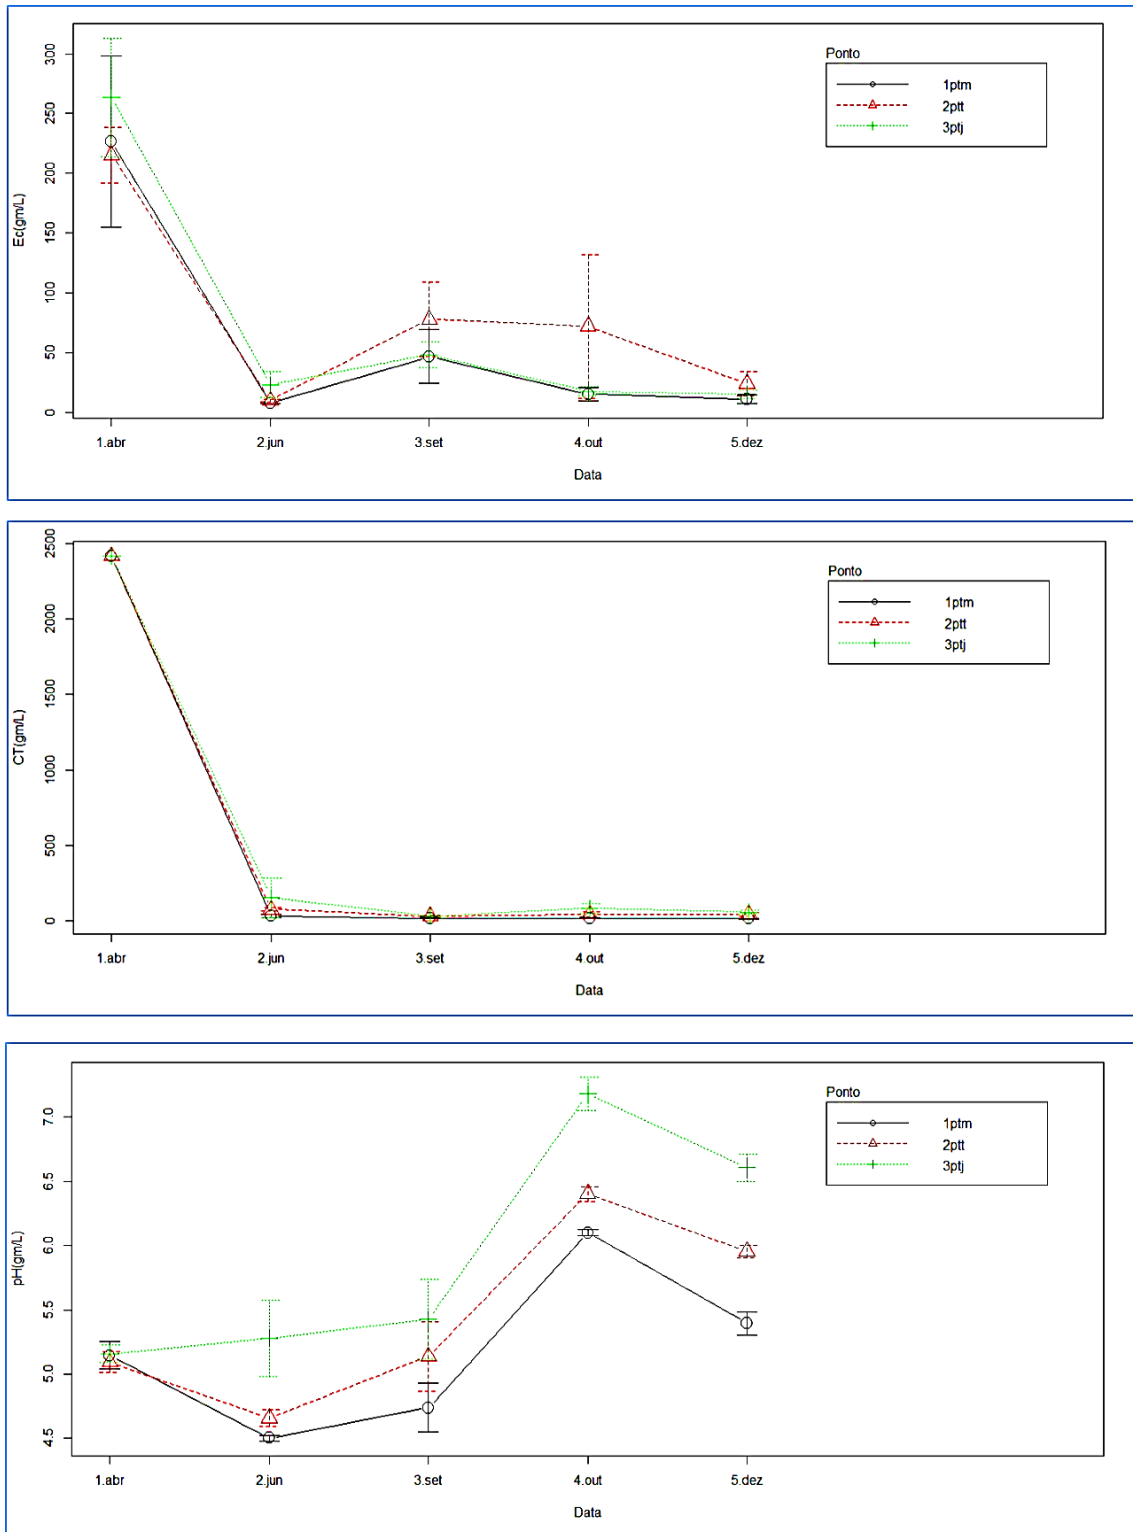 Ec(gm/L)
300
250
200
150
100
50
0
Ponto
1ptm
2ptt
3ptj
1.abr 2.jun 3.set 4.out 5.dez
Data
CT(gm/L)
2500
2000
1500
1000
500
0
Ponto
1ptm
2ptt
3ptj
1.abr 2.jun 3.set 4.out 5.dez
Data
pH(gm/L)
7.0
6.5
6.0
5.5
5.0
4.5
Ponto
1ptm
2ptt
3ptj
1.abr 2.jun 3.set 4.out 5.dez
Data